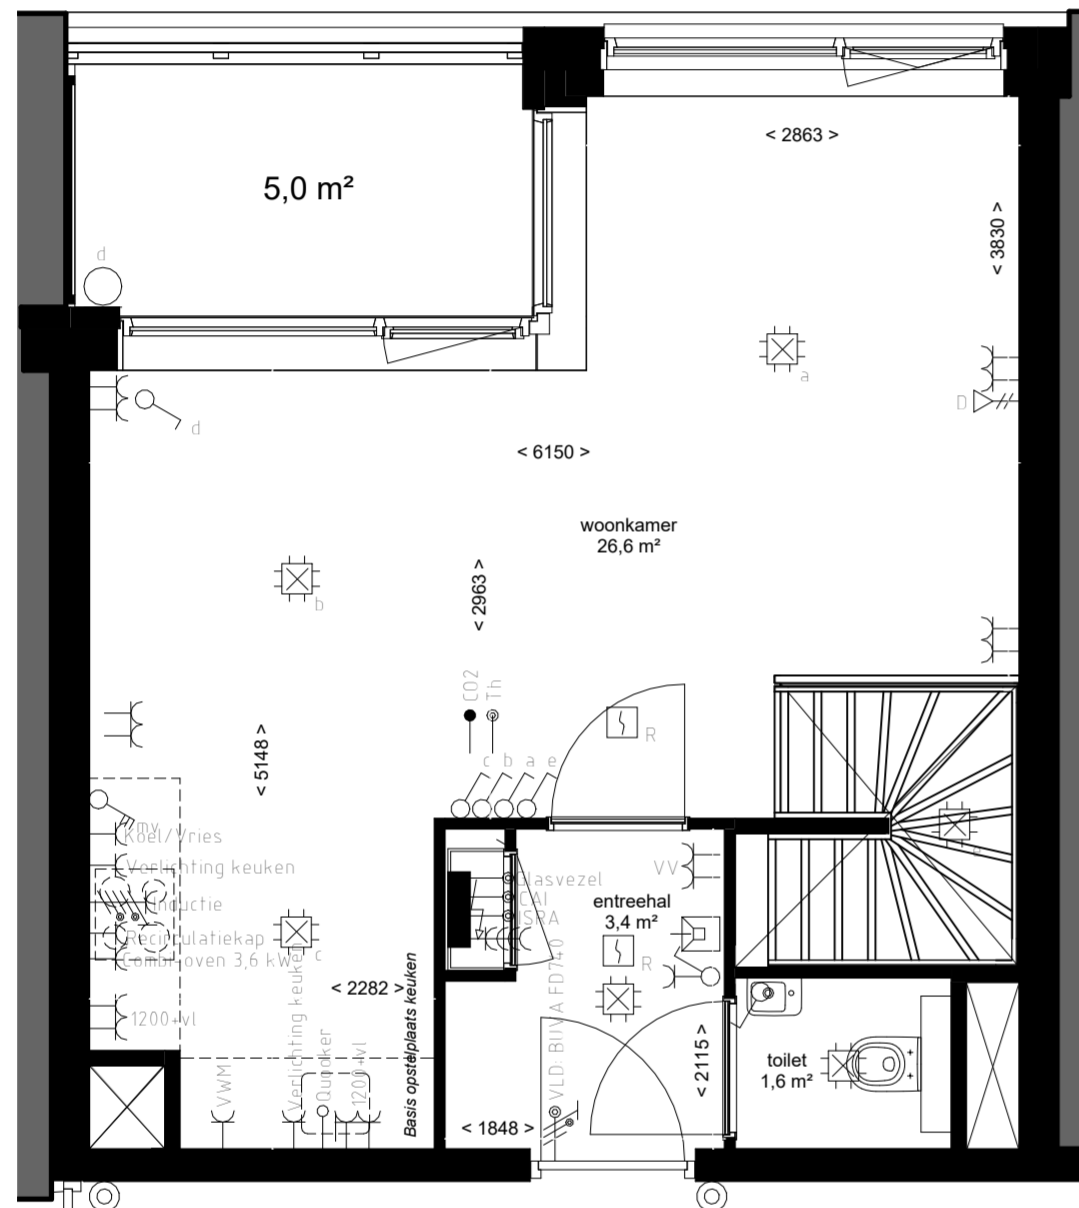 < 2863 >
5,0 m²
< 3830 >
d
a
D
d
< 6150 >
woonkamer
26,6 m²
< 2963 >
b
CO2
Th
R
< 5148 >
c b a e
mv
Koel/Vries
Verlichting keuken
Inductie
Recirculatiekap
Combi-oven 3,6 kW
1200+vl
Glasvezel
CAI
ISRA
VV
entreehal
3,4 m²
R
c
< 2282 >
Basis opstelplaats keuken
VLD: BIJV.A FD740
VWM
Verlichting keuken
Quooker
1200+vl
< 1848 >
< 2115 >
toilet
1,6 m²